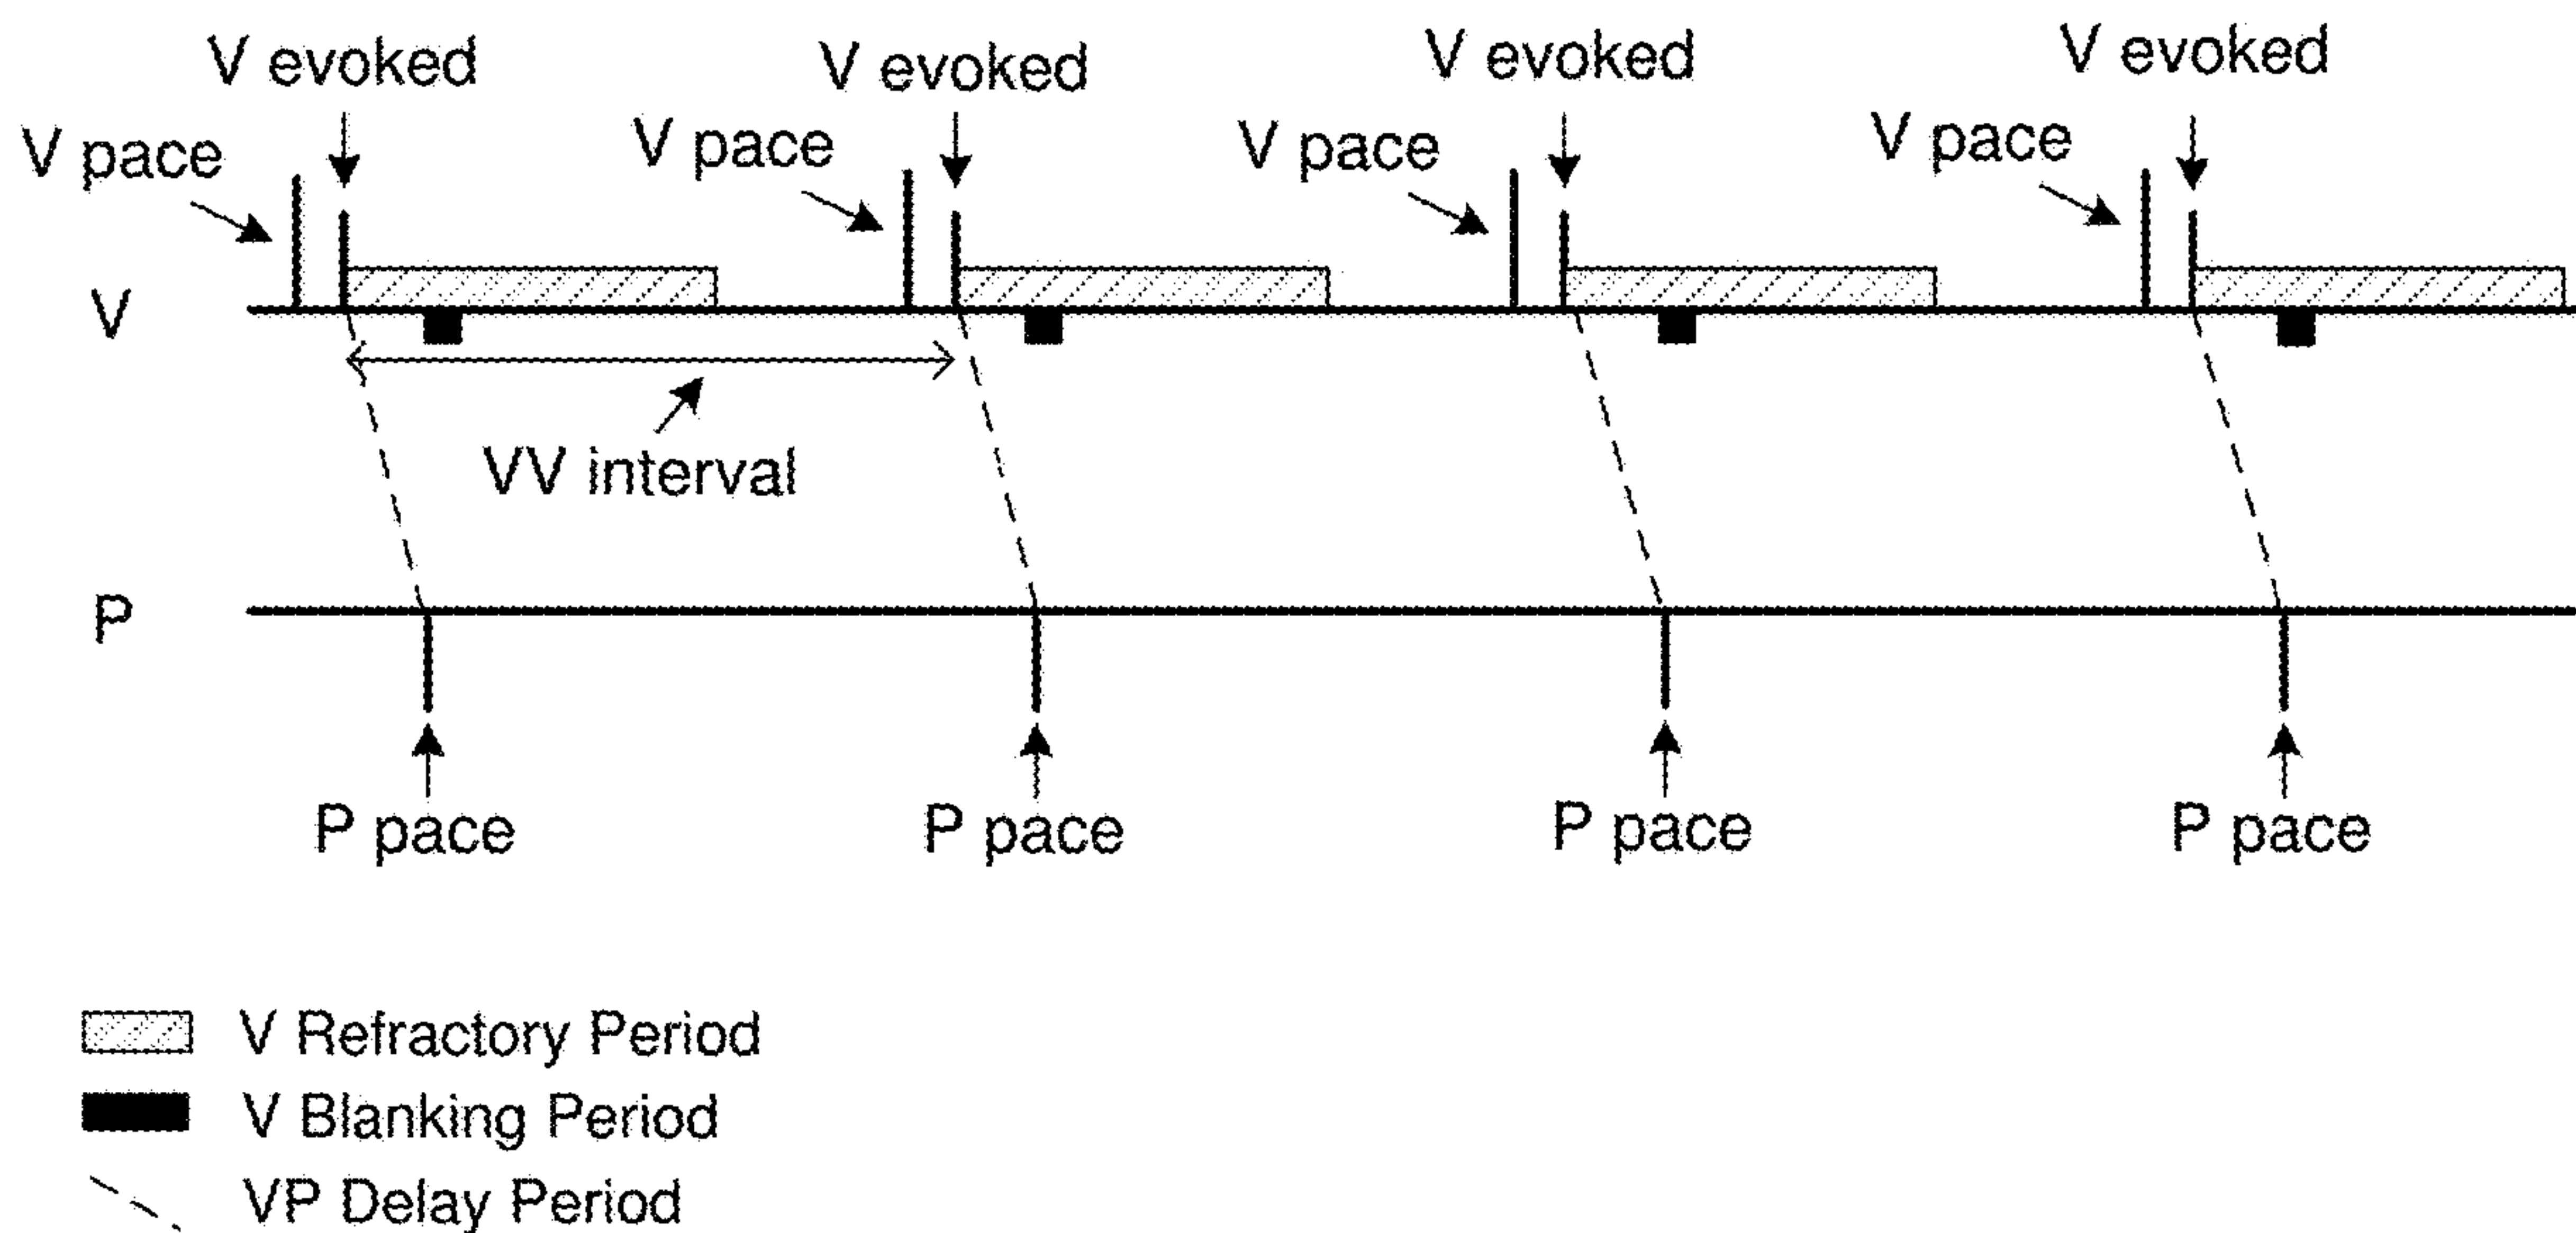 V evoked
V evoked
V evoked
V evoked
V pace
V pace
V pace
V pace
V
VV interval
P
P pace
P pace
P pace
P pace
V Refractory Period
V Blanking Period
VP Delay Period